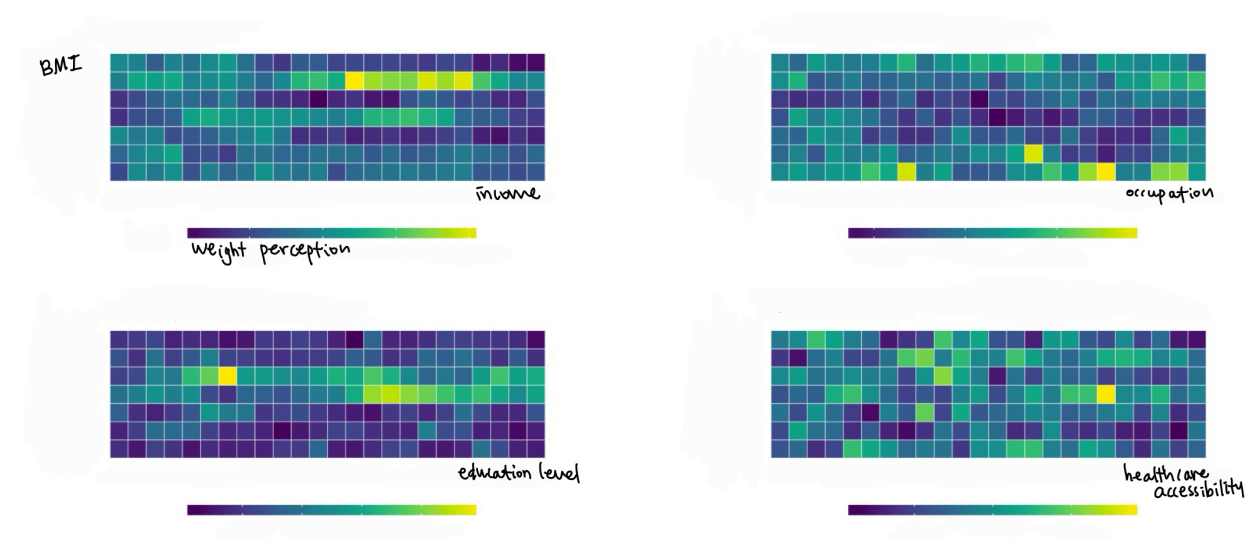 BMI
income
occupation
weight perception
education level
healthcare
accessibility